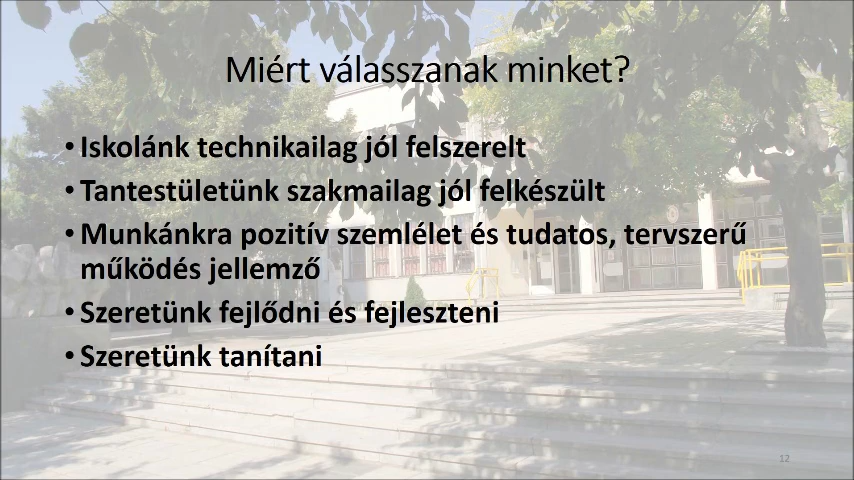 Miért válasszanak minket?
• Iskolánk technikailag jól felszerelt
• Tantestületünk szakmailag jól felkészült
• Munkánkra pozitív szemlélet és tudatos, tervszerű
működés jellemző
• Szeretünk fejlődni és fejleszteni
• Szeretünk tanítani
12